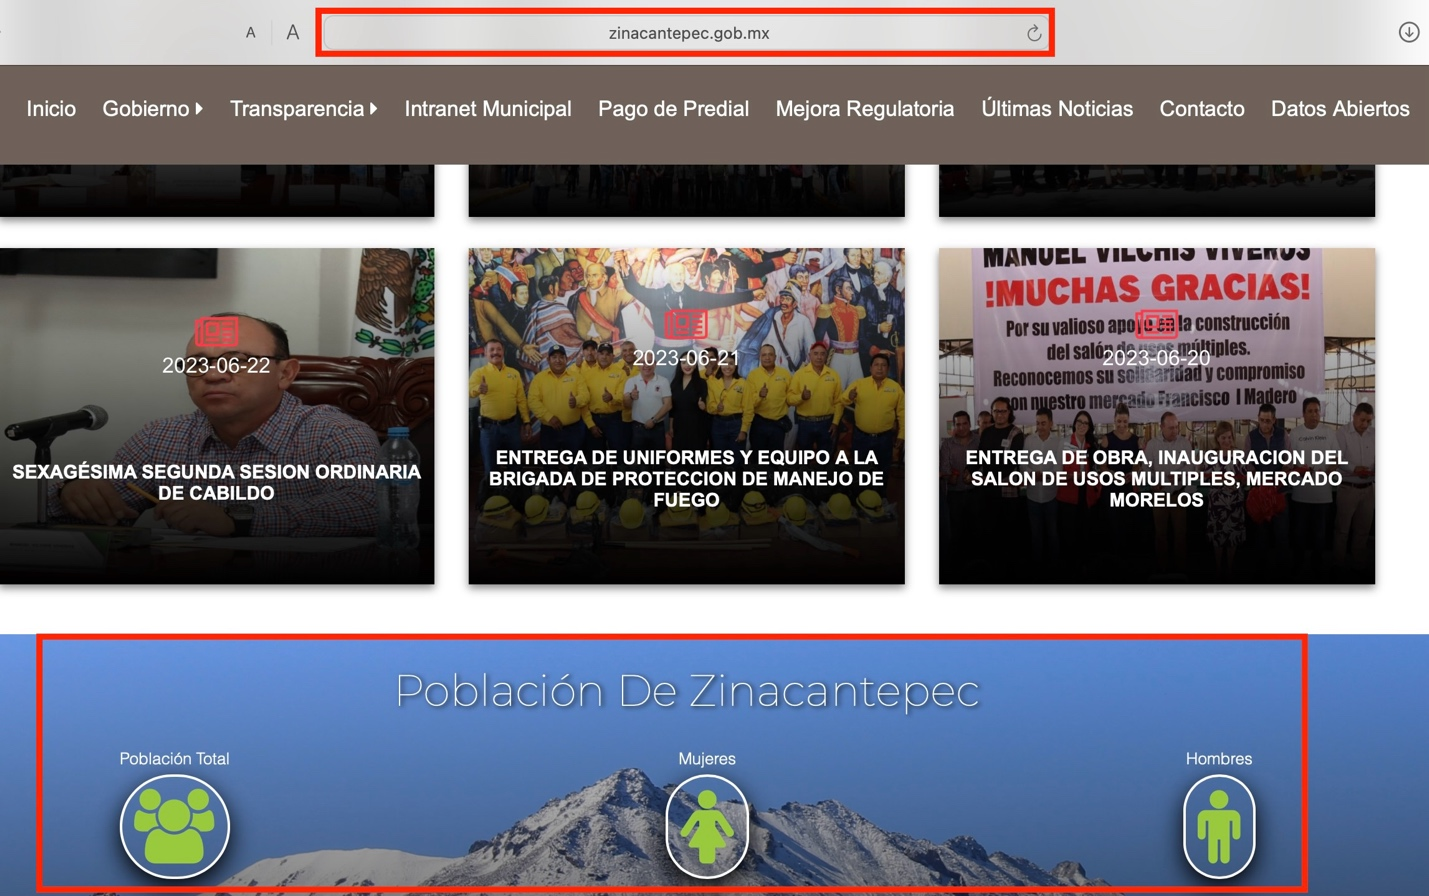 A A zinacantepec.gob.mx
Inicio Gobierno Transparencia Intranet Municipal Pago de Predial Mejora Regulatoria Últimas Noticias Contacto Datos Abiertos
2023-06-22
SEXAGÉSIMA SEGUNDA SESION ORDINARIA
DE CABILDO
2023-06-21
ENTREGA DE UNIFORMES Y EQUIPO A LA
BRIGADA DE PROTECCION DE MANEJO DE
FUEGO
MANUEL VILCHIS VIVEROS
!MUCHAS GRACIAS!
Por su valioso la construcción
del salón de usos múltiples.
2023-06-20
Reconocemos su solidaridad y compromiso
con nuestro mercado Francisco I Madero
ENTREGA DE OBRA, INAUGURACION DEL
SALON DE USOS MULTIPLES, MERCADO
MORELOS
Población De Zinacantepec
Población Total
Mujeres
Hombres